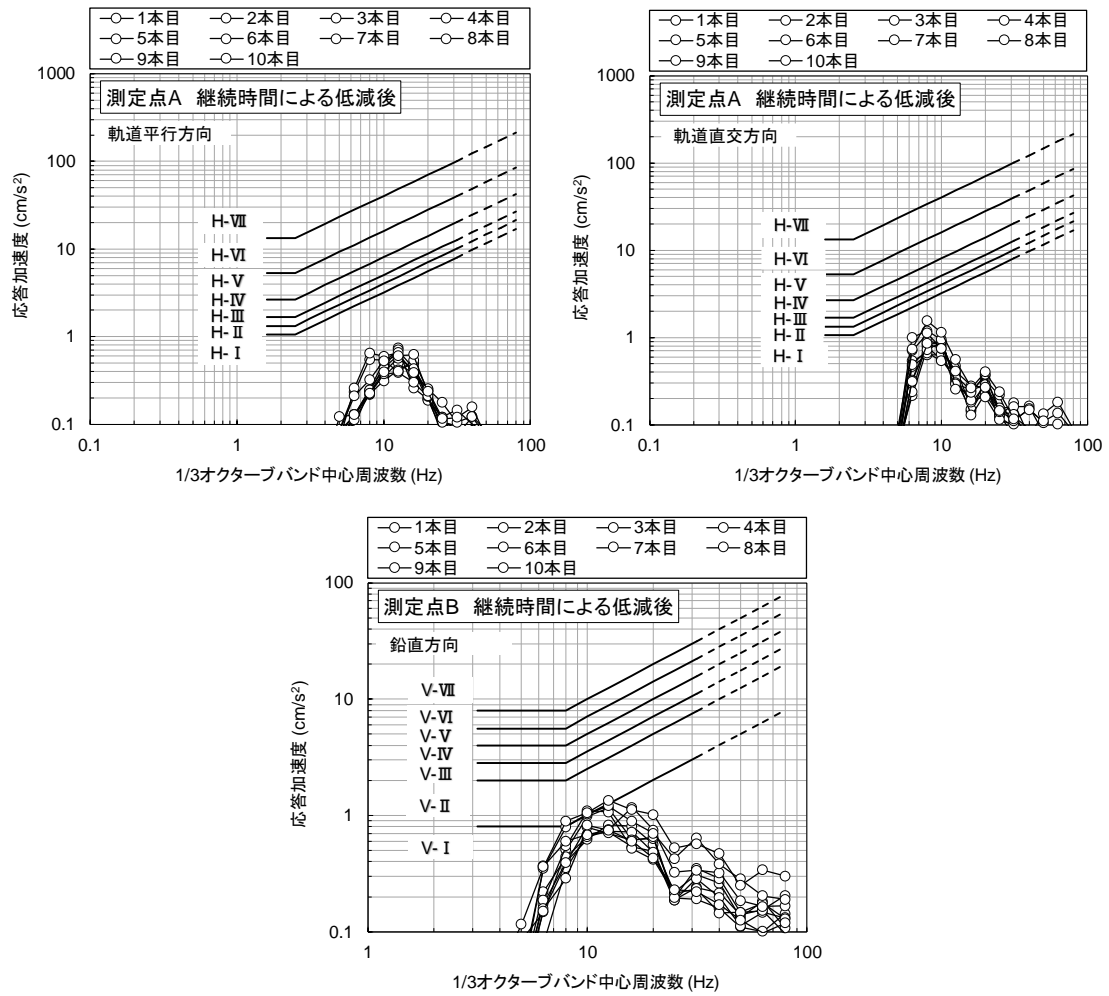 1本目 2本目 3本目 4本目
5本目 6本目 7本目 8本目
9本目 10本目
1000
100
10
1
0.1
応答加速度 (cm/s²)
測定点A 継続時間による低減後
軌道平行方向
H-Ⅶ
H-Ⅵ
H-Ⅴ
H-Ⅳ
H-Ⅲ
H-Ⅱ
H-Ⅰ
0.1 1 10 100
1/3オクターブバンド中心周波数 (Hz)
1本目 2本目 3本目 4本目
5本目 6本目 7本目 8本目
9本目 10本目
1000
100
10
1
0.1
応答加速度 (cm/s²)
測定点A 継続時間による低減後
軌道直交方向
H-Ⅶ
H-Ⅵ
H-Ⅴ
H-Ⅳ
H-Ⅲ
H-Ⅱ
H-Ⅰ
0.1 1 10 100
1/3オクターブバンド中心周波数 (Hz)
1本目 2本目 3本目 4本目
5本目 6本目 7本目 8本目
9本目 10本目
100
10
1
0.1
応答加速度 (cm/s²)
測定点B 継続時間による低減後
鉛直方向
V-Ⅶ
V-Ⅵ
V-Ⅴ
V-Ⅳ
V-Ⅲ
V-Ⅱ
V-Ⅰ
1 10 100
1/3オクターブバンド中心周波数 (Hz)